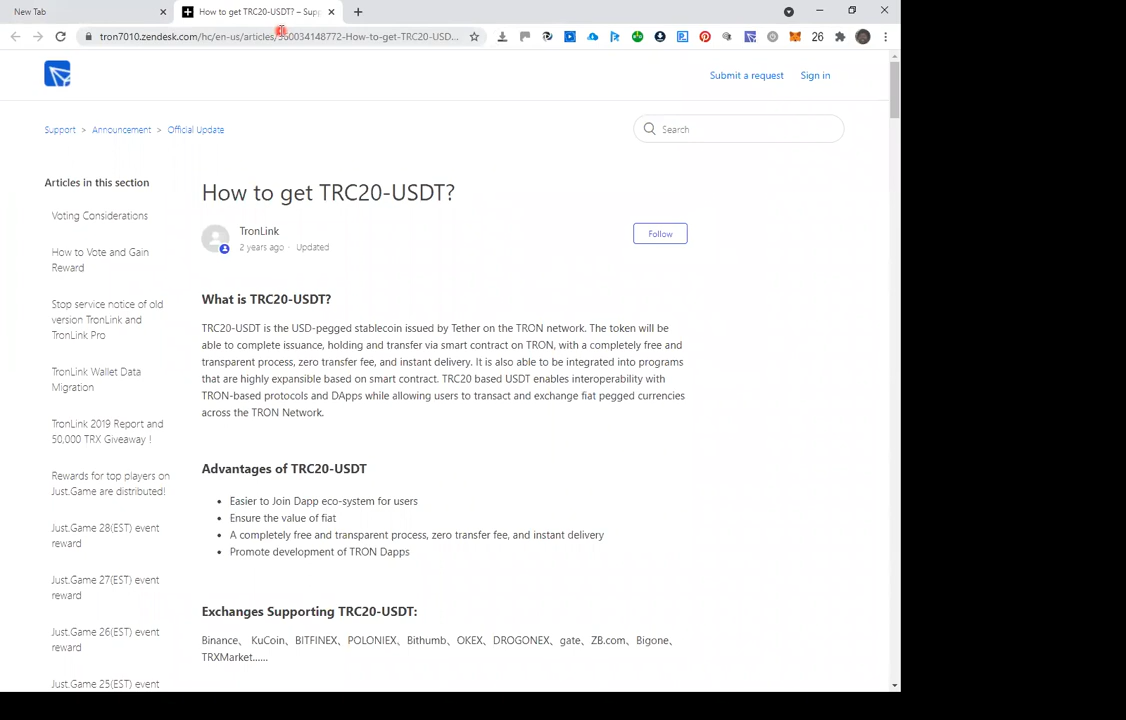 New Tab
How to get TRC20-USDT? – Supp
tron7010.zendesk.com/hc/en-us/articles/360034148772-How-to-get-TRC20-USD...
26
Submit a request
Sign in
Support > Announcement > Official Update
Search
Articles in this section
Voting Considerations
How to Vote and Gain
Reward
Stop service notice of old
version TronLink and
TronLink Pro
TronLink Wallet Data
Migration
TronLink 2019 Report and
50,000 TRX Giveaway !
Rewards for top players on
Just.Game are distributed!
Just.Game 28(EST) event
reward
Just.Game 27(EST) event
reward
Just.Game 26(EST) event
reward
Just.Game 25(EST) event
How to get TRC20-USDT?
TronLink
2 years ago · Updated
Follow
What is TRC20-USDT?
TRC20-USDT is the USD-pegged stablecoin issued by Tether on the TRON network. The token will be
able to complete issuance, holding and transfer via smart contract on TRON, with a completely free and
transparent process, zero transfer fee, and instant delivery. It is also able to be integrated into programs
that are highly expansible based on smart contract. TRC20 based USDT enables interoperability with
TRON-based protocols and DApps while allowing users to transact and exchange fiat pegged currencies
across the TRON Network.
Advantages of TRC20-USDT
• Easier to Join Dapp eco-system for users
• Ensure the value of fiat
• A completely free and transparent process, zero transfer fee, and instant delivery
• Promote development of TRON Dapps
Exchanges Supporting TRC20-USDT:
Binance、 KuCoin、BITFINEX、POLONIEX、Bithumb、OKEX、DROGONEX、gate、ZB.com、Bigone、
TRXMarket......